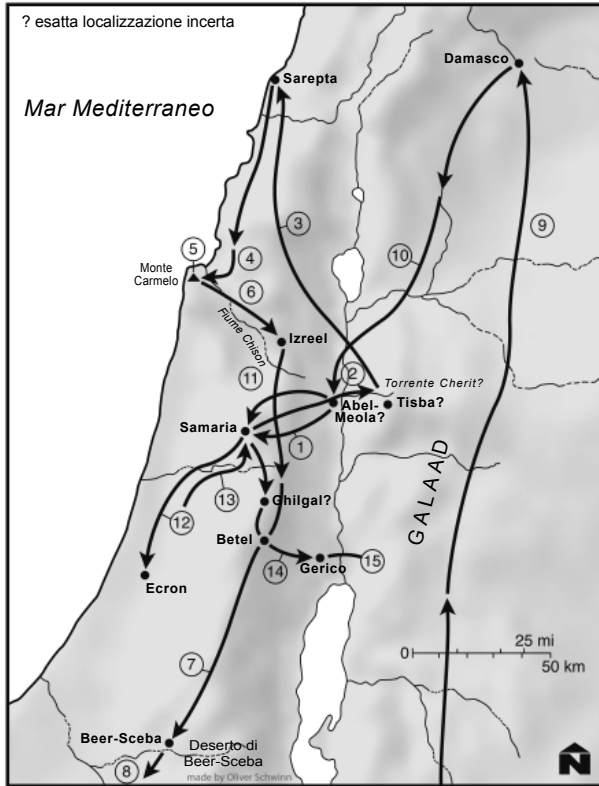 ? esatta localizzazione incerta
Damasco
Sarepta
Mar Mediterraneo
3
9
5
4
10
Monte
Carmelo
6
Fiume Chison
Izreel
11
2
Torrente Cherit?
Abel-
Meola?
Tisba?
Samaria
1
GALAAD
13
12
Ghilgal?
Betel
14
Gerico
15
Ecron
25 mi
0
50 km
7
Beer-Sceba
Deserto di
Beer-Sceba
8
made by Oliver Schwinn
N